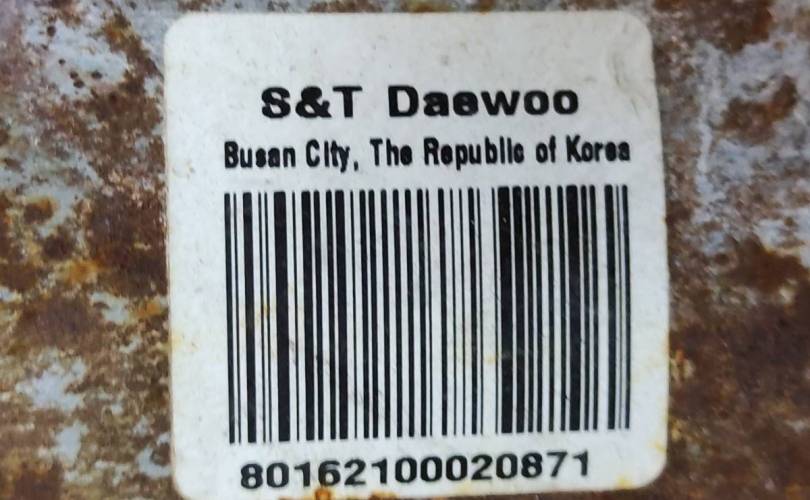 S&T Daewoo
Busan City, The Republic of Korea
80162100020871